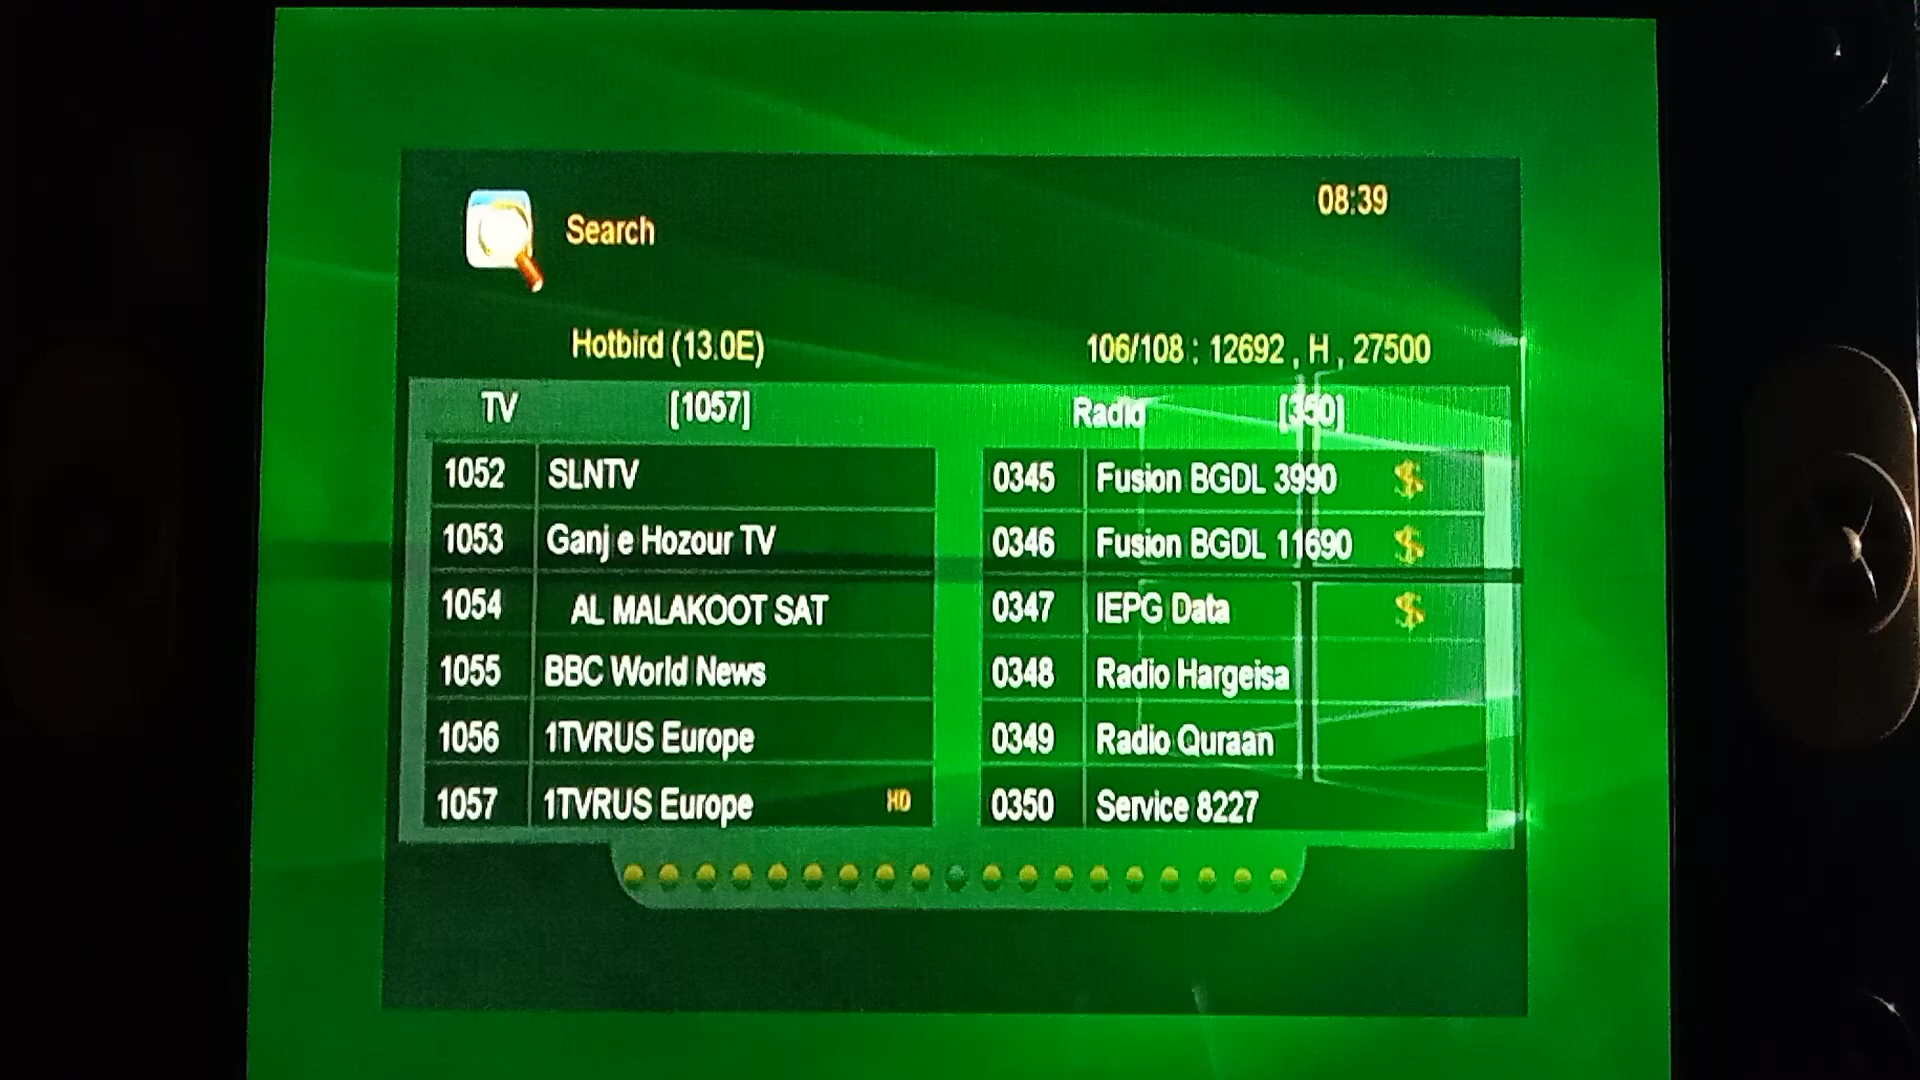 Search
08:39
Hotbird (13.0E)
106/108 : 12692 , H , 27500
TV [1057]
Radio [350]
1052 SLNTV
0345 Fusion BGDL 3990 $
1053 Ganj e Hozour TV
0346 Fusion BGDL 11690 $
1054 AL MALAKOOT SAT
0347 IEPG Data $
1055 BBC World News
0348 Radio Hargeisa
1056 1TVRUS Europe
0349 Radio Quraan
1057 1TVRUS Europe HD
0350 Service 8227